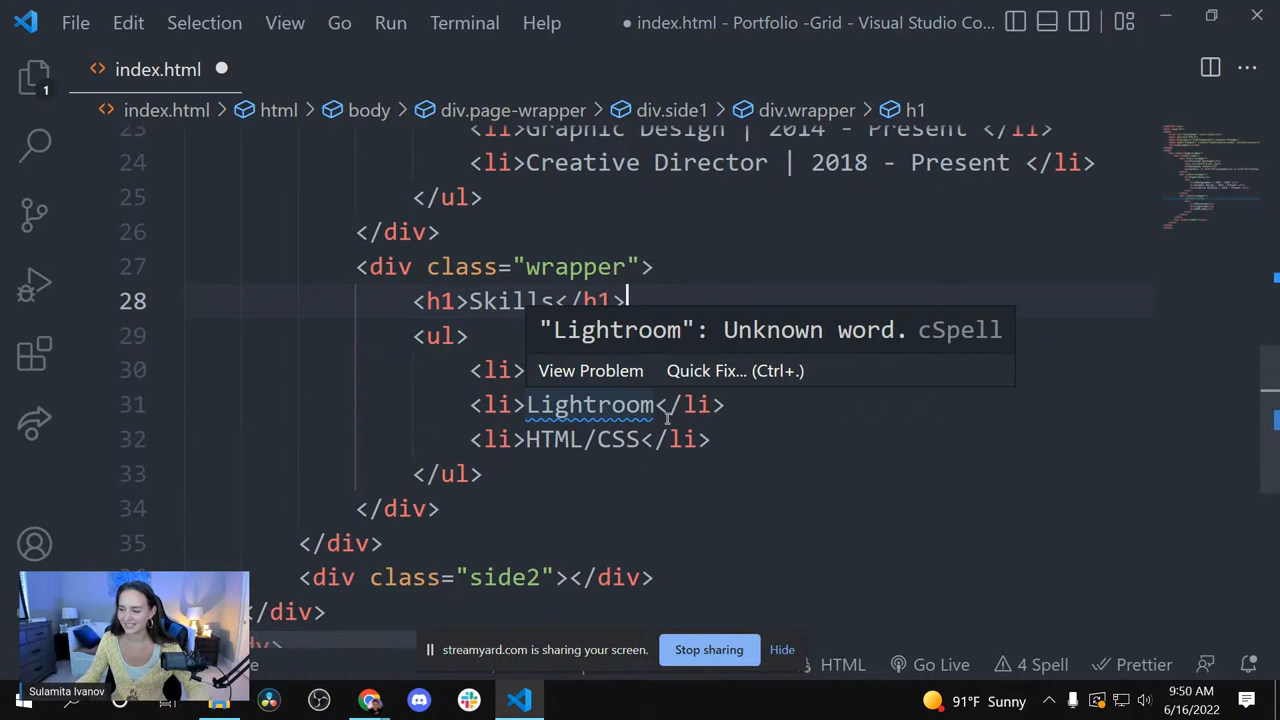 File Edit Selection View Go Run Terminal Help ● index.html - Portfolio -Grid - Visual Studio Co...
index.html
index.html html body div.page-wrapper div.side1 div.wrapper h1
23 <li>Graphic Design | 2014 - Present </li>
24 <li>Creative Director | 2018 - Present </li>
25 </ul>
26 </div>
27 <div class="wrapper">
28 <h1>Skills</h1>
"Lightroom": Unknown word. cSpell
29 <ul>
View Problem Quick Fix... (Ctrl+.)
30 <li>
31 <li>Lightroom</li>
32 <li>HTML/CSS</li>
33 </ul>
34 </div>
35 </div>
<div class="side2"></div>
</div>
streamyard.com is sharing your screen. Stop sharing Hide
HTML Go Live 4 Spell Prettier
Sulamita Ivanov
91°F Sunny
9:50 AM
6/16/2022
1